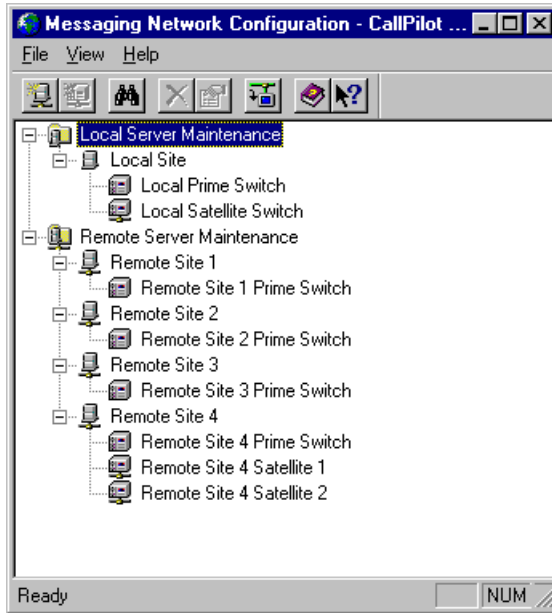 Messaging Network Configuration - CallPilot ...
File View Help
Local Server Maintenance
Local Site
Local Prime Switch
Local Satellite Switch
Remote Server Maintenance
Remote Site 1
Remote Site 1 Prime Switch
Remote Site 2
Remote Site 2 Prime Switch
Remote Site 3
Remote Site 3 Prime Switch
Remote Site 4
Remote Site 4 Prime Switch
Remote Site 4 Satellite 1
Remote Site 4 Satellite 2
Ready NUM